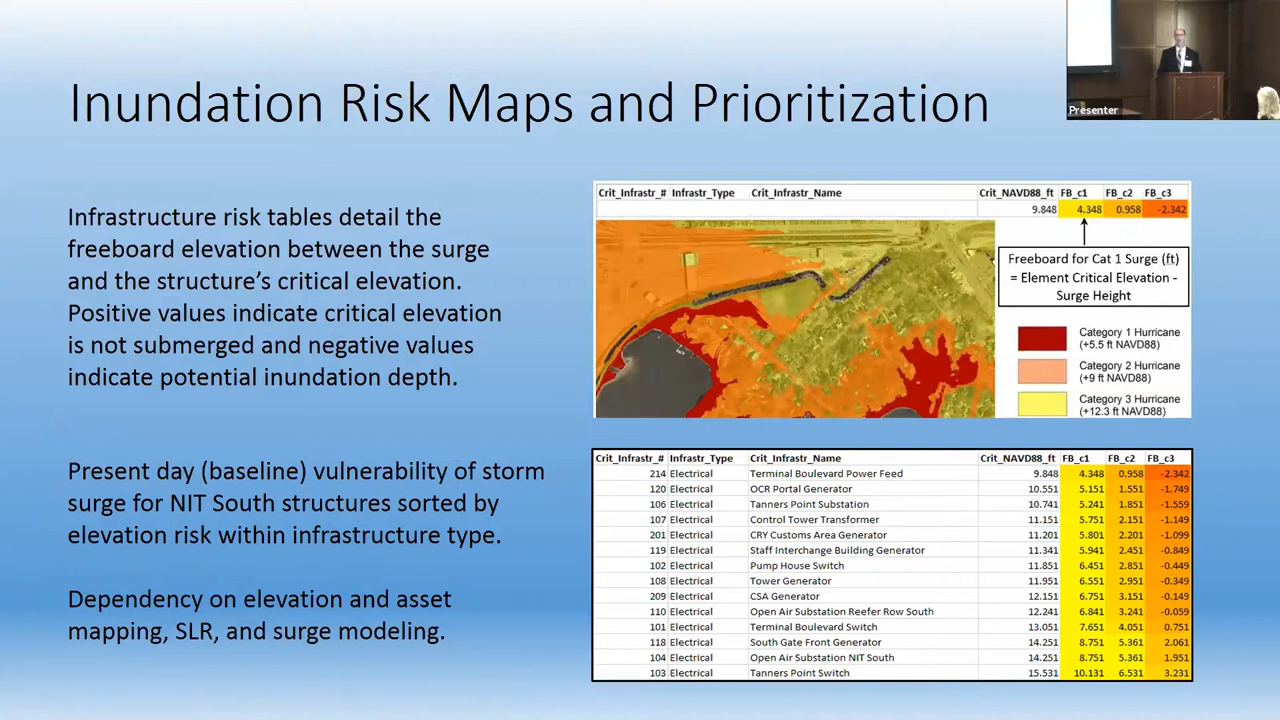 Inundation Risk Maps and Prioritization
Presenter
Infrastructure risk tables detail the
freeboard elevation between the surge
and the structure’s critical elevation.
Positive values indicate critical elevation
is not submerged and negative values
indicate potential inundation depth.
Present day (baseline) vulnerability of storm
surge for NIT South structures sorted by
elevation risk within infrastructure type.
Dependency on elevation and asset
mapping, SLR, and surge modeling.
Crit_Infrastr_# Infrastr_Type Crit_Infrastr_Name Crit_NAVD88_ft FB_c1 FB_c2 FB_c3
9.848 4.348 0.958 -2.342
Freeboard for Cat 1 Surge (ft)
= Element Critical Elevation -
Surge Height
Category 1 Hurricane
(+5.5 ft NAVD88)
Category 2 Hurricane
(+9 ft NAVD88)
Category 3 Hurricane
(+12.3 ft NAVD88)
Crit_Infrastr_# Infrastr_Type Crit_Infrastr_Name Crit_NAVD88_ft FB_c1 FB_c2 FB_c3
214 Electrical Terminal Boulevard Power Feed 9.848 4.348 0.958 -2.342
120 Electrical OCR Portal Generator 10.551 5.151 1.551 -1.749
106 Electrical Tanners Point Substation 10.741 5.241 1.851 -1.559
107 Electrical Control Tower Transformer 11.151 5.751 2.151 -1.149
201 Electrical CRY Customs Area Generator 11.201 5.801 2.201 -1.099
119 Electrical Staff Interchange Building Generator 11.341 5.941 2.451 -0.849
102 Electrical Pump House Switch 11.851 6.451 2.851 -0.449
108 Electrical Tower Generator 11.951 6.551 2.951 -0.349
209 Electrical CSA Generator 12.151 6.751 3.151 -0.149
110 Electrical Open Air Substation Reefer Row South 12.241 6.841 3.241 -0.059
101 Electrical Terminal Boulevard Switch 13.051 7.651 4.051 0.751
118 Electrical South Gate Front Generator 14.251 8.751 5.361 2.061
104 Electrical Open Air Substation NIT South 14.251 8.751 5.361 1.951
103 Electrical Tanners Point Switch 15.531 10.131 6.531 3.231